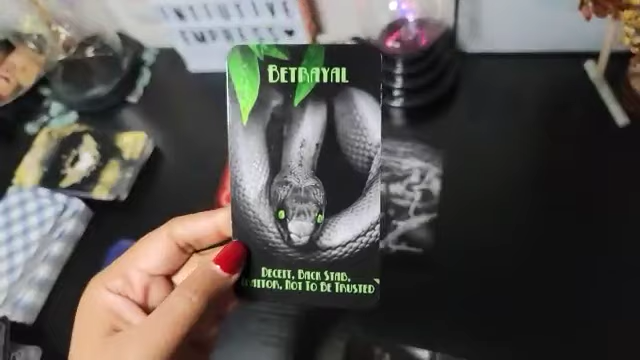 INTUITIVE
EMPRESS♥
BETRAYAL
DECEIT, BACK STAB,
TRAITOR, NOT TO BE TRUSTED